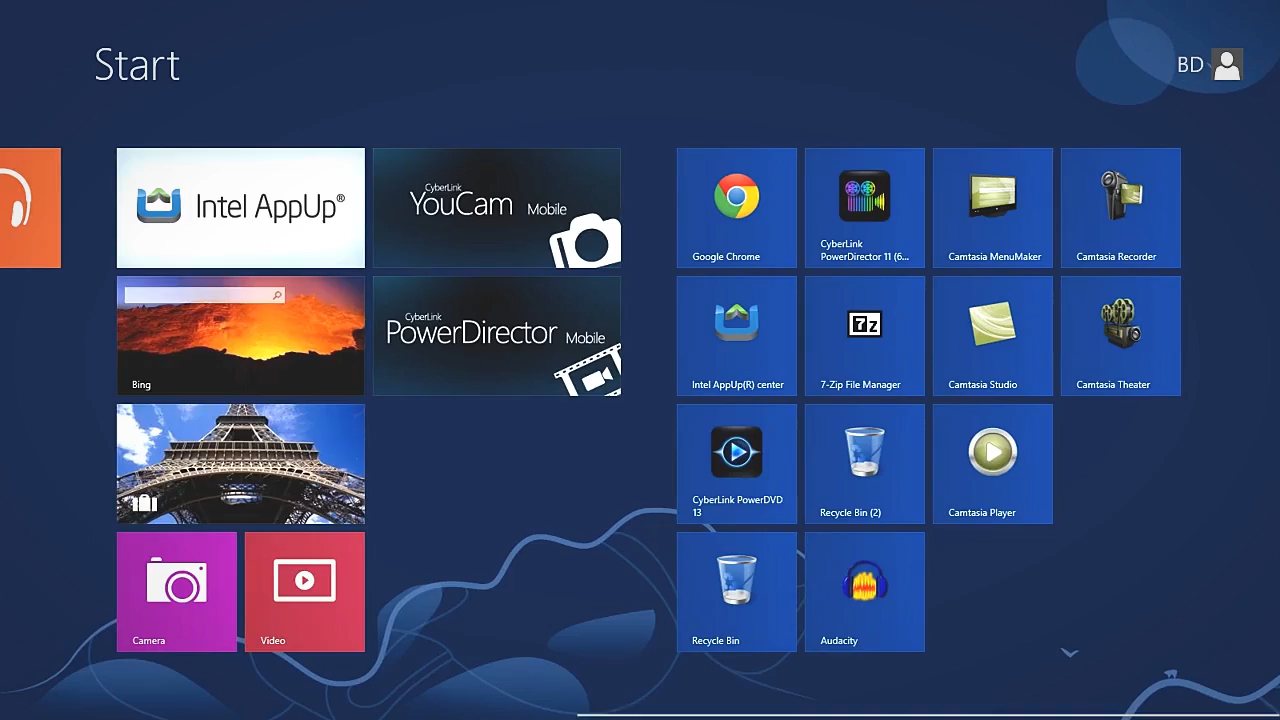 Start
BD
Intel AppUp®
CyberLink
YouCam Mobile
Bing
CyberLink
PowerDirector Mobile
Camera
Video
Google Chrome
CyberLink
PowerDirector 11 (6...
Camtasia MenuMaker
Camtasia Recorder
Intel AppUp(R) center
7z
7-Zip File Manager
Camtasia Studio
Camtasia Theater
CyberLink PowerDVD
13
Recycle Bin (2)
Camtasia Player
Recycle Bin
Audacity